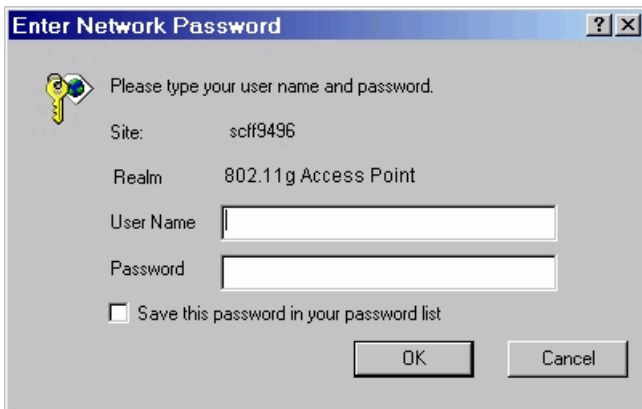 Enter Network Password
Please type your user name and password.
Site: scff9496
Realm 802.11g Access Point
User Name
Password
Save this password in your password list
OK Cancel